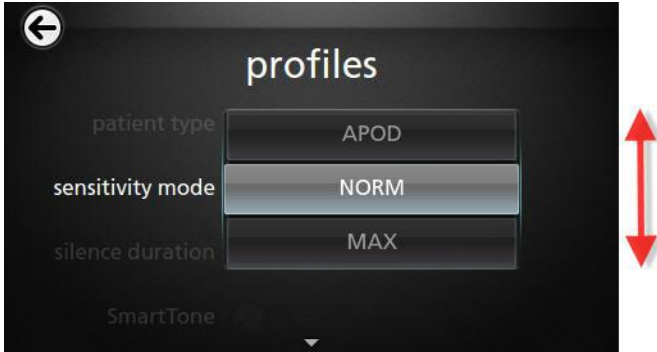 profiles
patient type
APOD
sensitivity mode
NORM
silence duration
MAX
SmartTone